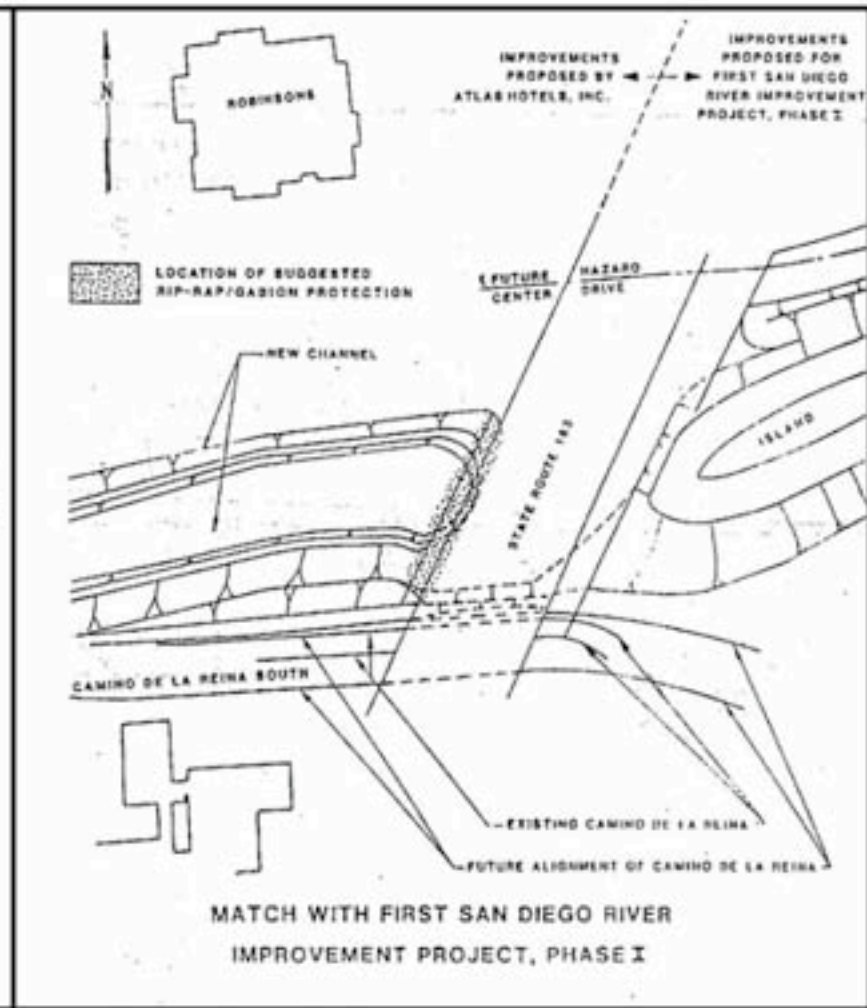 N
ROBINSONS
IMPROVEMENTS
PROPOSED BY
ATLAS HOTELS, INC.
IMPROVEMENTS
PROPOSED FOR
FIRST SAN DIEGO
RIVER IMPROVEMENT
PROJECT, PHASE I
LOCATION OF SUGGESTED
RIP-RAP/GABION PROTECTION
FUTURE
CENTER
HAZARD
DRIVE
NEW CHANNEL
ISLAND
STATE ROUTE 163
CAMINO DE LA REINA SOUTH
EXISTING CAMINO DE LA REINA
FUTURE ALIGNMENT OF CAMINO DE LA REINA
MATCH WITH FIRST SAN DIEGO RIVER
IMPROVEMENT PROJECT, PHASE I